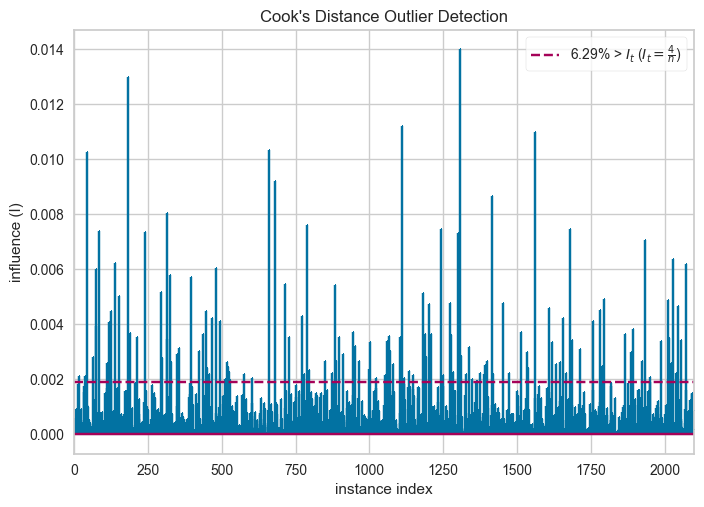 Cook's Distance Outlier Detection
6.29% > I_t (I_t = 4/n)
influence (I)
0.014
0.012
0.010
0.008
0.006
0.004
0.002
0.000
0 250 500 750 1000 1250 1500 1750 2000
instance index